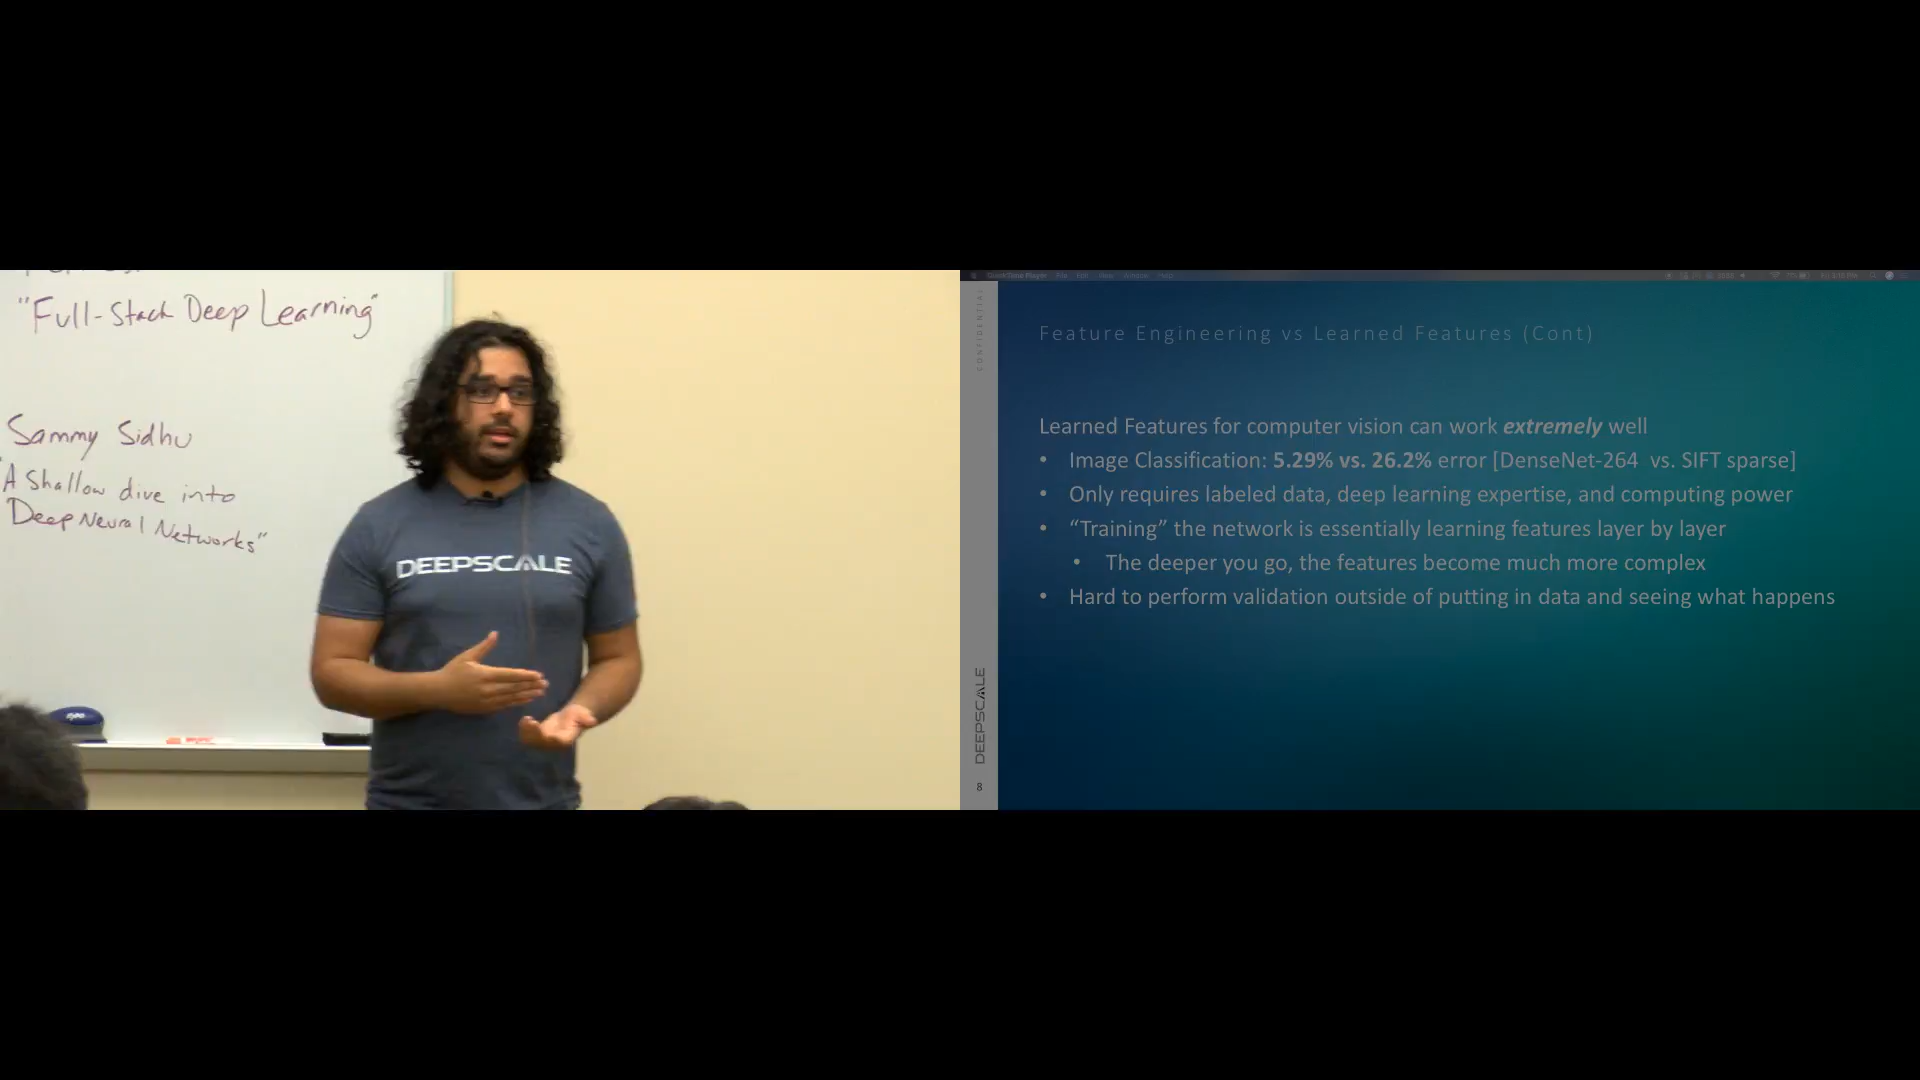 "Full-Stack Deep Learning"
Sammy Sidhu
"A Shallow dive into
Deep Neural Networks"
DEEPSCALE
expo
CONFIDENTIAL
Feature Engineering vs Learned Features (Cont)
Learned Features for computer vision can work extremely well
• Image Classification: 5.29% vs. 26.2% error [DenseNet-264 vs. SIFT sparse]
• Only requires labeled data, deep learning expertise, and computing power
• “Training” the network is essentially learning features layer by layer
• The deeper you go, the features become much more complex
• Hard to perform validation outside of putting in data and seeing what happens
DEEPSCALE
8